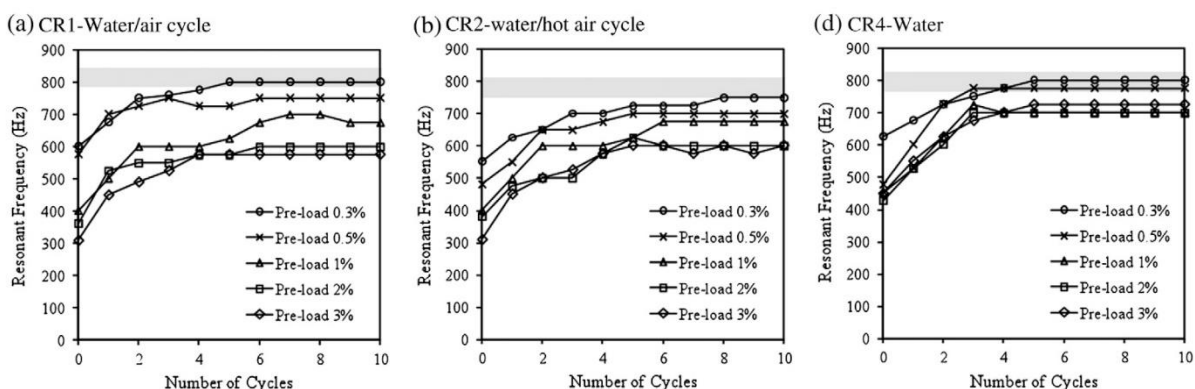 (a) CR1-Water/air cycle
900
800
700
600
500
400
300
200
100
0
Resonant Frequency (Hz)
Pre-load 0.3%
Pre-load 0.5%
Pre-load 1%
Pre-load 2%
Pre-load 3%
0 2 4 6 8 10
Number of Cycles
(b) CR2-water/hot air cycle
900
800
700
600
500
400
300
200
100
0
Resonant Frequency (Hz)
Pre-load 0.3%
Pre-load 0.5%
Pre-load 1%
Pre-load 2%
Pre-load 3%
0 2 4 6 8 10
Number of Cycles
(d) CR4-Water
900
800
700
600
500
400
300
200
100
0
Resonant Frequency (Hz)
Pre-load 0.3%
Pre-load 0.5%
Pre-load 1%
Pre-load 2%
Pre-load 3%
0 2 4 6 8 10
Number of Cycles